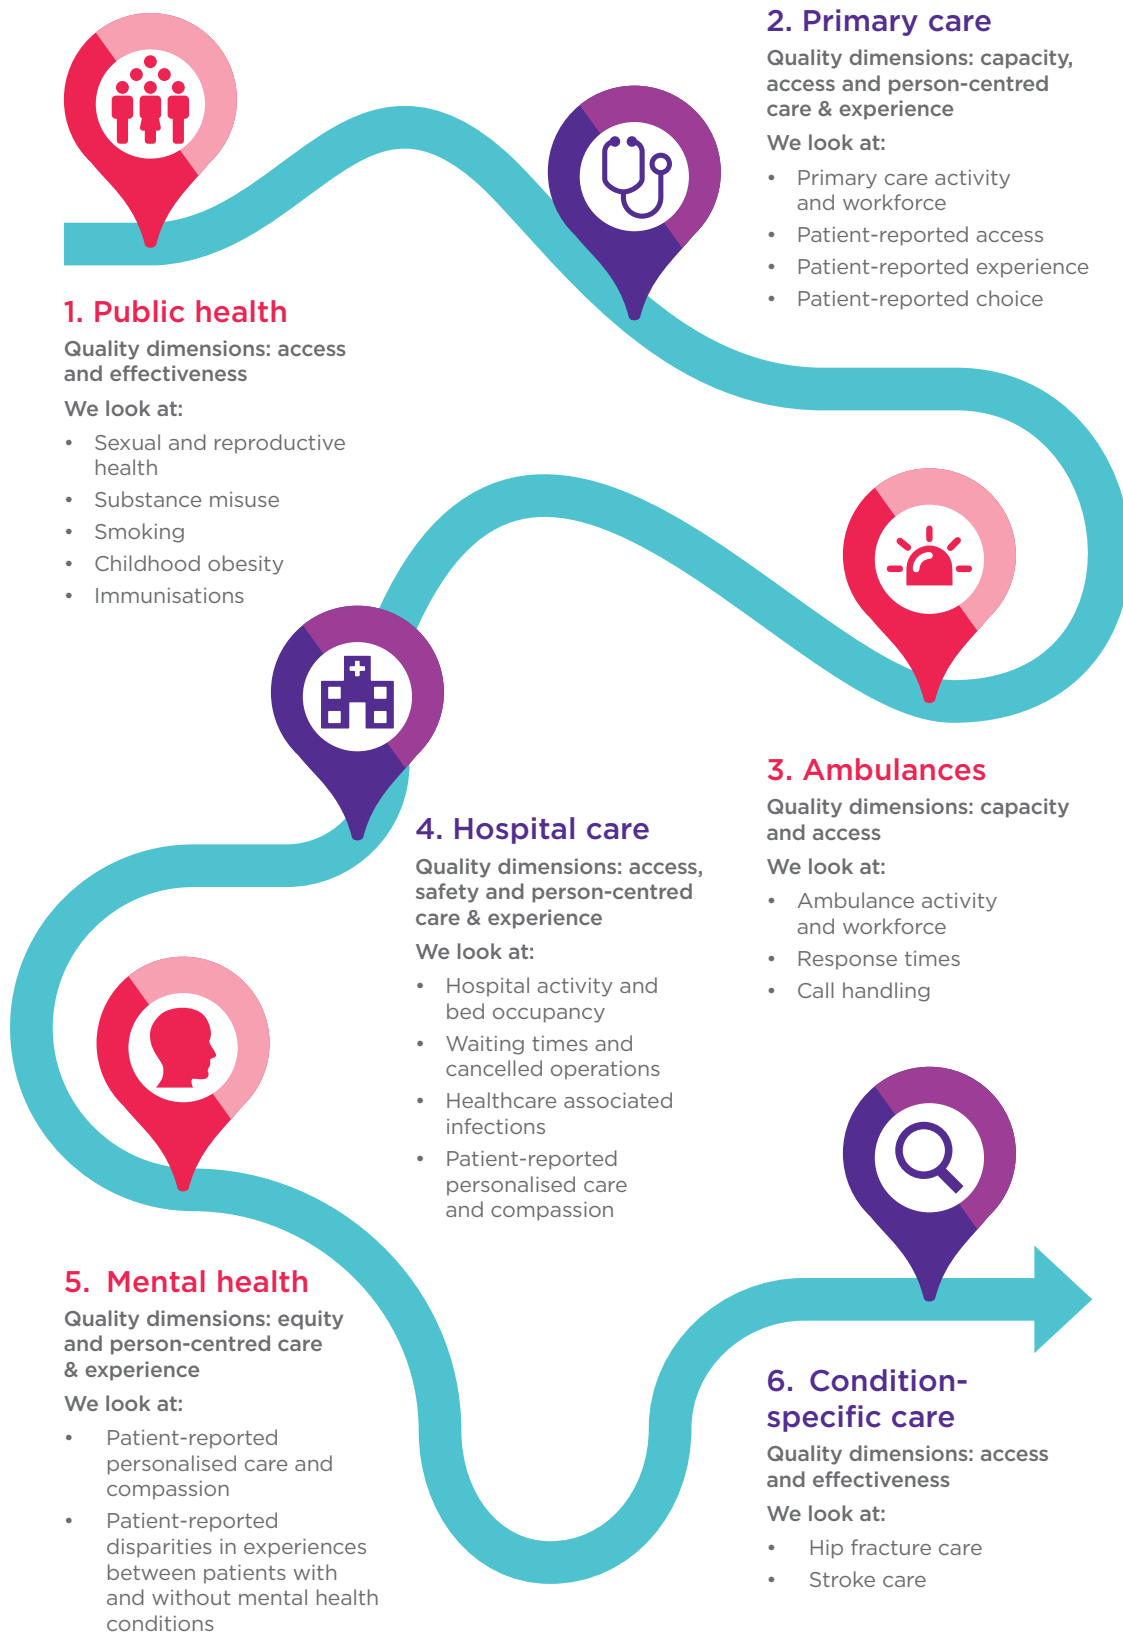 1. Public health
Quality dimensions: access
and effectiveness
We look at:
• Sexual and reproductive
health
• Substance misuse
• Smoking
• Childhood obesity
• Immunisations
2. Primary care
Quality dimensions: capacity,
access and person-centred
care & experience
We look at:
• Primary care activity
and workforce
• Patient-reported access
• Patient-reported experience
• Patient-reported choice
3. Ambulances
Quality dimensions: capacity
and access
We look at:
• Ambulance activity
and workforce
• Response times
• Call handling
4. Hospital care
Quality dimensions: access,
safety and person-centred
care & experience
We look at:
• Hospital activity and
bed occupancy
• Waiting times and
cancelled operations
• Healthcare associated
infections
• Patient-reported
personalised care
and compassion
5. Mental health
Quality dimensions: equity
and person-centred care
& experience
We look at:
• Patient-reported
personalised care and
compassion
• Patient-reported
disparities in experiences
between patients with
and without mental health
conditions
6. Condition-
specific care
Quality dimensions: access
and effectiveness
We look at:
• Hip fracture care
• Stroke care